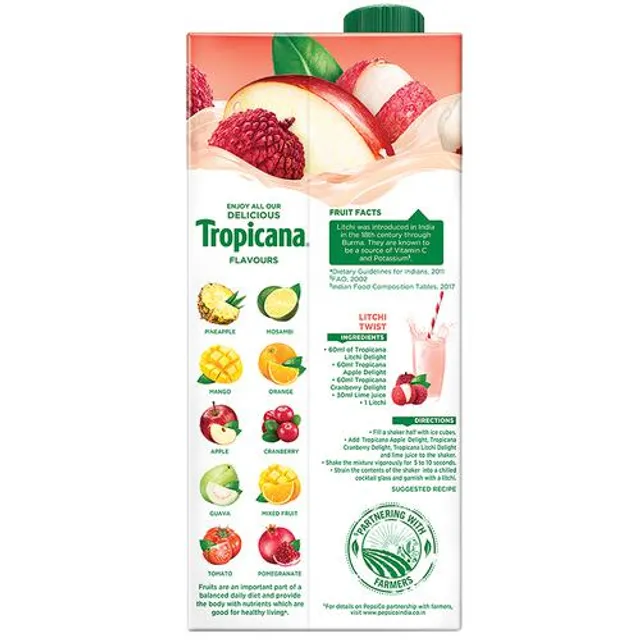 ENJOY ALL OUR
DELICIOUS
Tropicana
FLAVOURS
PINEAPPLE
MOSAMBI
MANGO
ORANGE
APPLE
CRANBERRY
GUAVA
MIXED FRUIT
TOMATO
POMEGRANATE
Fruits are an important part of a
balanced daily diet and provide
the body with nutrients which are
good for healthy living*.
FRUIT FACTS
Litchi was introduced in India
in the 18th century through
Burma. They are known to
be a source of Vitamin C
and Potassium§.
*Dietary Guidelines for Indians, 2011
FAO, 2002
§Indian Food Composition Tables, 2017
LITCHI
TWIST
INGREDIENTS
• 60ml of Tropicana
Litchi Delight
• 60ml Tropicana
Apple Delight
• 60ml Tropicana
Cranberry Delight
• 30ml Lime juice
• 1 Litchi
DIRECTIONS
• Fill a shaker half with ice cubes.
• Add Tropicana Apple Delight, Tropicana
Cranberry Delight, Tropicana Litchi Delight
and lime juice to the shaker.
• Shake the mixture vigorously for 5 to 10 seconds.
• Strain the contents of the shaker into a chilled
cocktail glass and garnish with a litchi.
SUGGESTED RECIPE
PARTNERING WITH
FARMERS
For details on PepsiCo partnership with farmers,
visit www.pepsicoindia.co.in